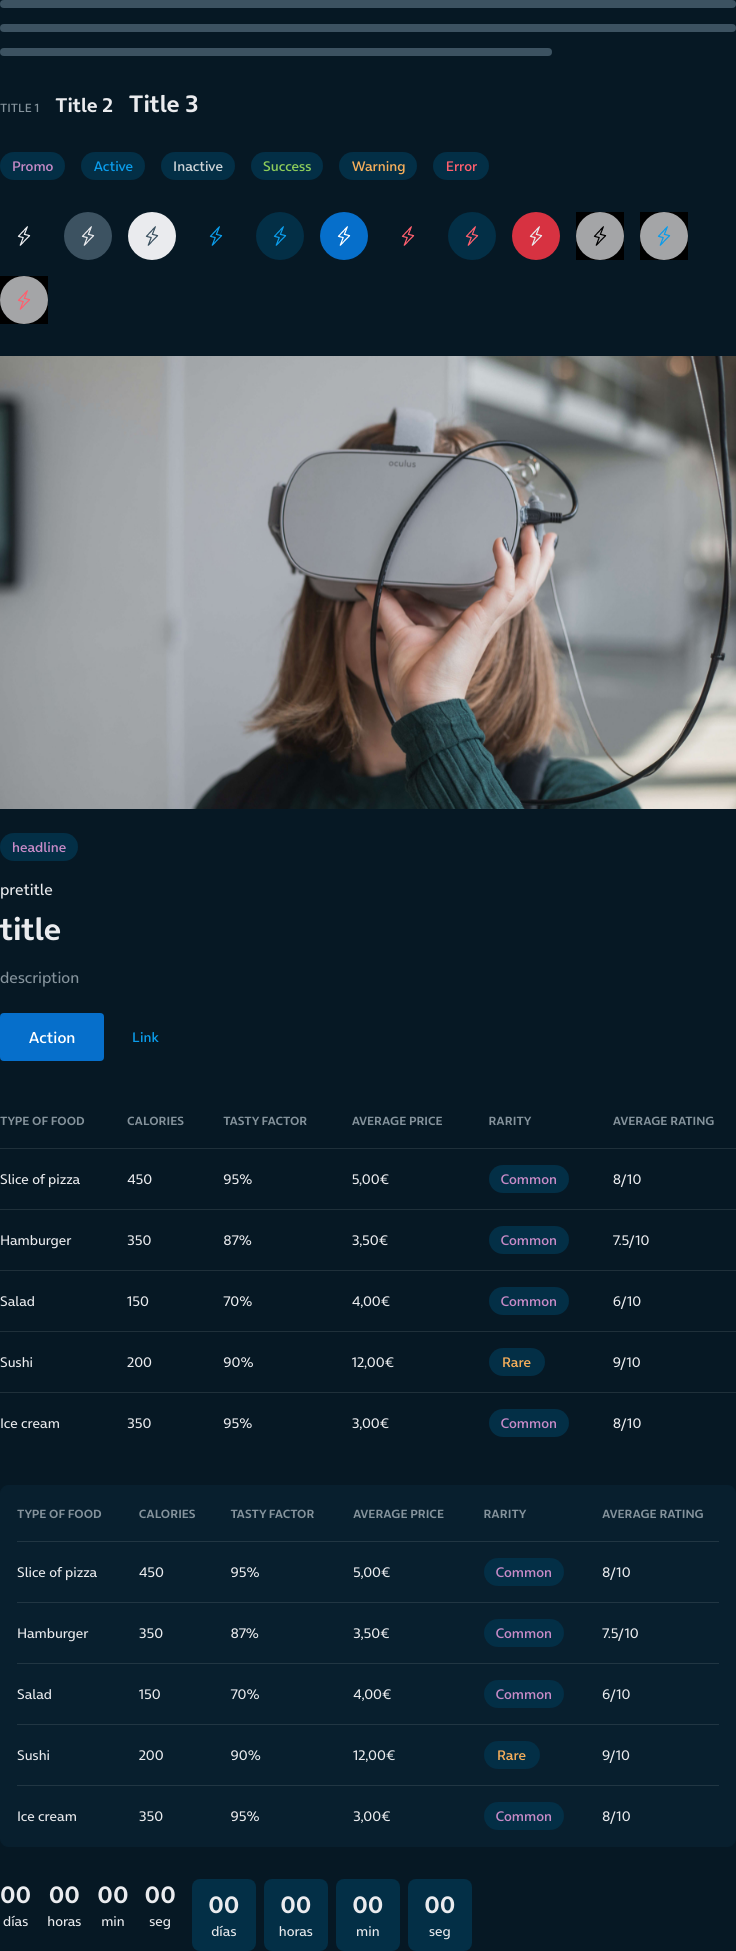 TITLE 1 Title 2 Title 3
Promo Active Inactive Success Warning Error
oculus
headline
pretitle
title
description
Action Link
TYPE OF FOOD CALORIES TASTY FACTOR AVERAGE PRICE RARITY AVERAGE RATING
Slice of pizza 450 95% 5,00€ Common 8/10
Hamburger 350 87% 3,50€ Common 7.5/10
Salad 150 70% 4,00€ Common 6/10
Sushi 200 90% 12,00€ Rare 9/10
Ice cream 350 95% 3,00€ Common 8/10
TYPE OF FOOD CALORIES TASTY FACTOR AVERAGE PRICE RARITY AVERAGE RATING
Slice of pizza 450 95% 5,00€ Common 8/10
Hamburger 350 87% 3,50€ Common 7.5/10
Salad 150 70% 4,00€ Common 6/10
Sushi 200 90% 12,00€ Rare 9/10
Ice cream 350 95% 3,00€ Common 8/10
00 00 00 00 00 00 00 00
días horas min seg días horas min seg